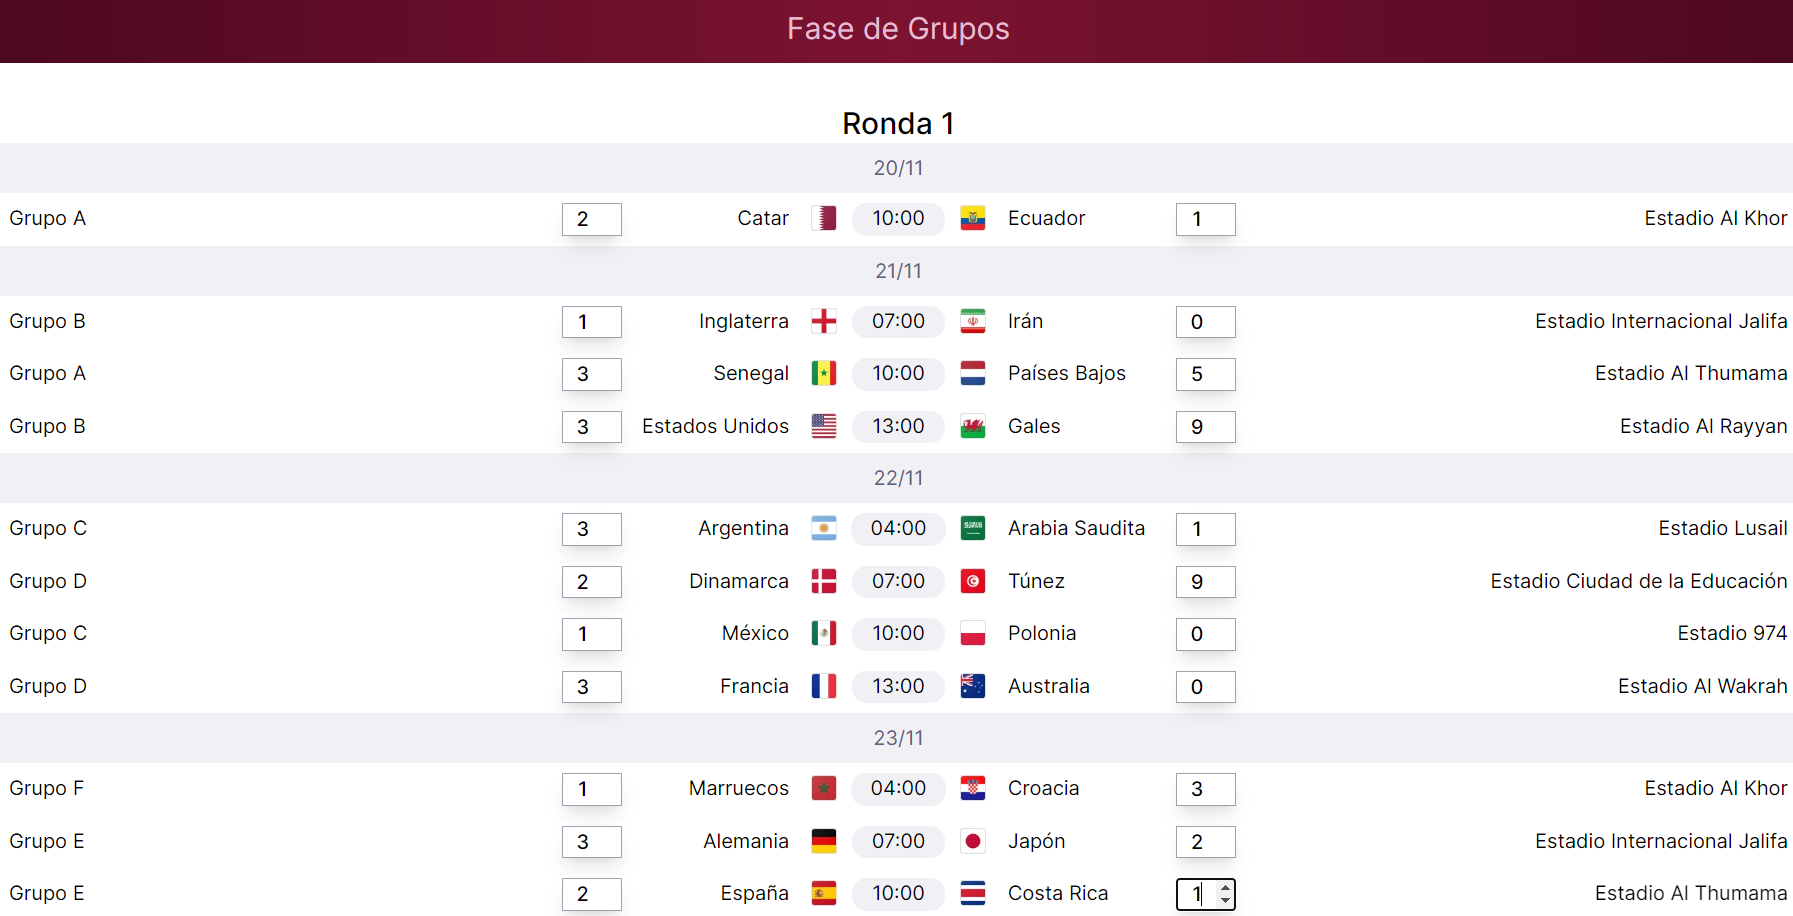 Fase de Grupos
Ronda 1
20/11
Grupo A 2 Catar 10:00 Ecuador 1 Estadio Al Khor
21/11
Grupo B 1 Inglaterra 07:00 Irán 0 Estadio Internacional Jalifa
Grupo A 3 Senegal 10:00 Países Bajos 5 Estadio Al Thumama
Grupo B 3 Estados Unidos 13:00 Gales 9 Estadio Al Rayyan
22/11
Grupo C 3 Argentina 04:00 Arabia Saudita 1 Estadio Lusail
Grupo D 2 Dinamarca 07:00 Túnez 9 Estadio Ciudad de la Educación
Grupo C 1 México 10:00 Polonia 0 Estadio 974
Grupo D 3 Francia 13:00 Australia 0 Estadio Al Wakrah
23/11
Grupo F 1 Marruecos 04:00 Croacia 3 Estadio Al Khor
Grupo E 3 Alemania 07:00 Japón 2 Estadio Internacional Jalifa
Grupo E 2 España 10:00 Costa Rica 1 Estadio Al Thumama